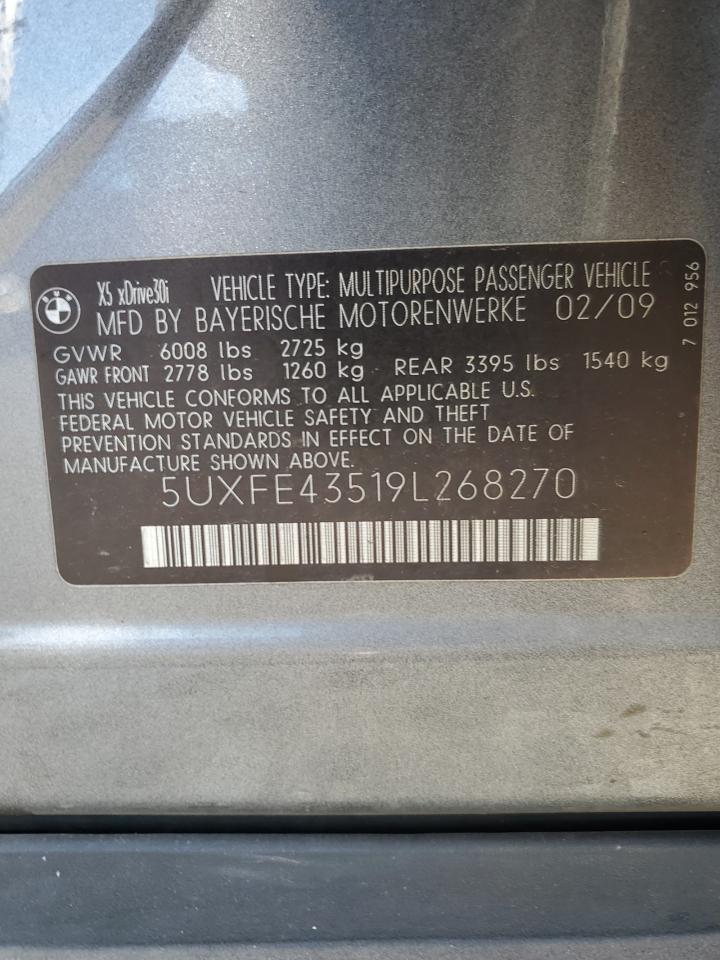 X5 xDrive30i VEHICLE TYPE: MULTIPURPOSE PASSENGER VEHICLE
BMW
MFD BY BAYERISCHE MOTORENWERKE 02/09
GVWR 6008 lbs 2725 kg
GAWR FRONT 2778 lbs 1260 kg REAR 3395 lbs 1540 kg
THIS VEHICLE CONFORMS TO ALL APPLICABLE U.S.
FEDERAL MOTOR VEHICLE SAFETY AND THEFT
PREVENTION STANDARDS IN EFFECT ON THE DATE OF
MANUFACTURE SHOWN ABOVE.
5UXFE43519L268270
7 012 956